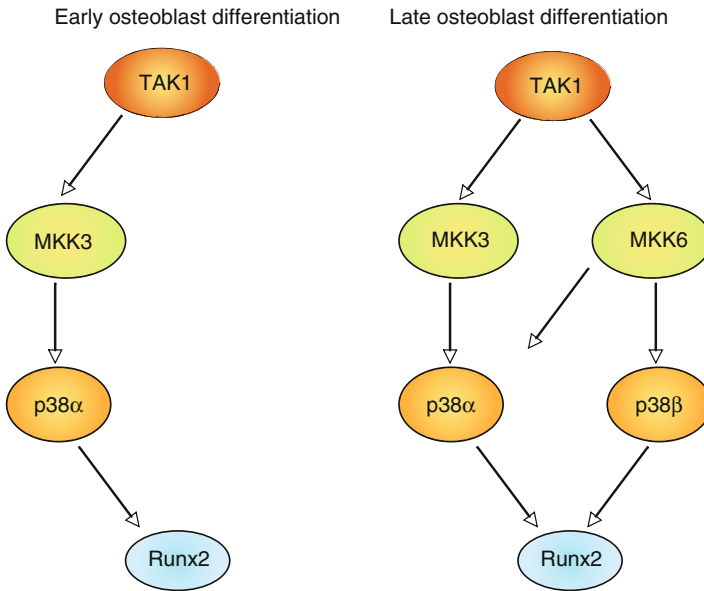 Early osteoblast differentiation
TAK1
MKK3
p38α
Runx2
Late osteoblast differentiation
TAK1
MKK3
MKK6
p38α
p38β
Runx2